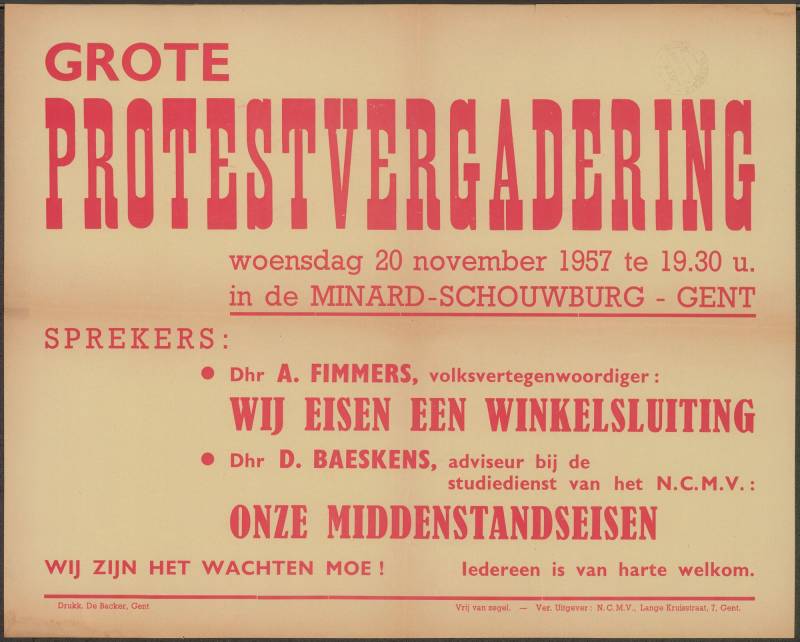 GROTE
PROTESTVERGADERING
woensdag 20 november 1957 te 19.30 u.
in de MINARD-SCHOUWBURG - GENT
SPREKERS:
● Dhr A. FIMMERS, volksvertegenwoordiger:
WIJ EISEN EEN WINKELSLUITING
● Dhr D. BAESKENS, adviseur bij de
studiedienst van het N.C.M.V.:
ONZE MIDDENSTANDSEISEN
WIJ ZIJN HET WACHTEN MOE! Iedereen is van harte welkom.
Drukk. De Backer, Gent Vrij van zegel. — Ver. Uitgever: N.C.M.V., Lange Kruisstraat, 7, Gent.